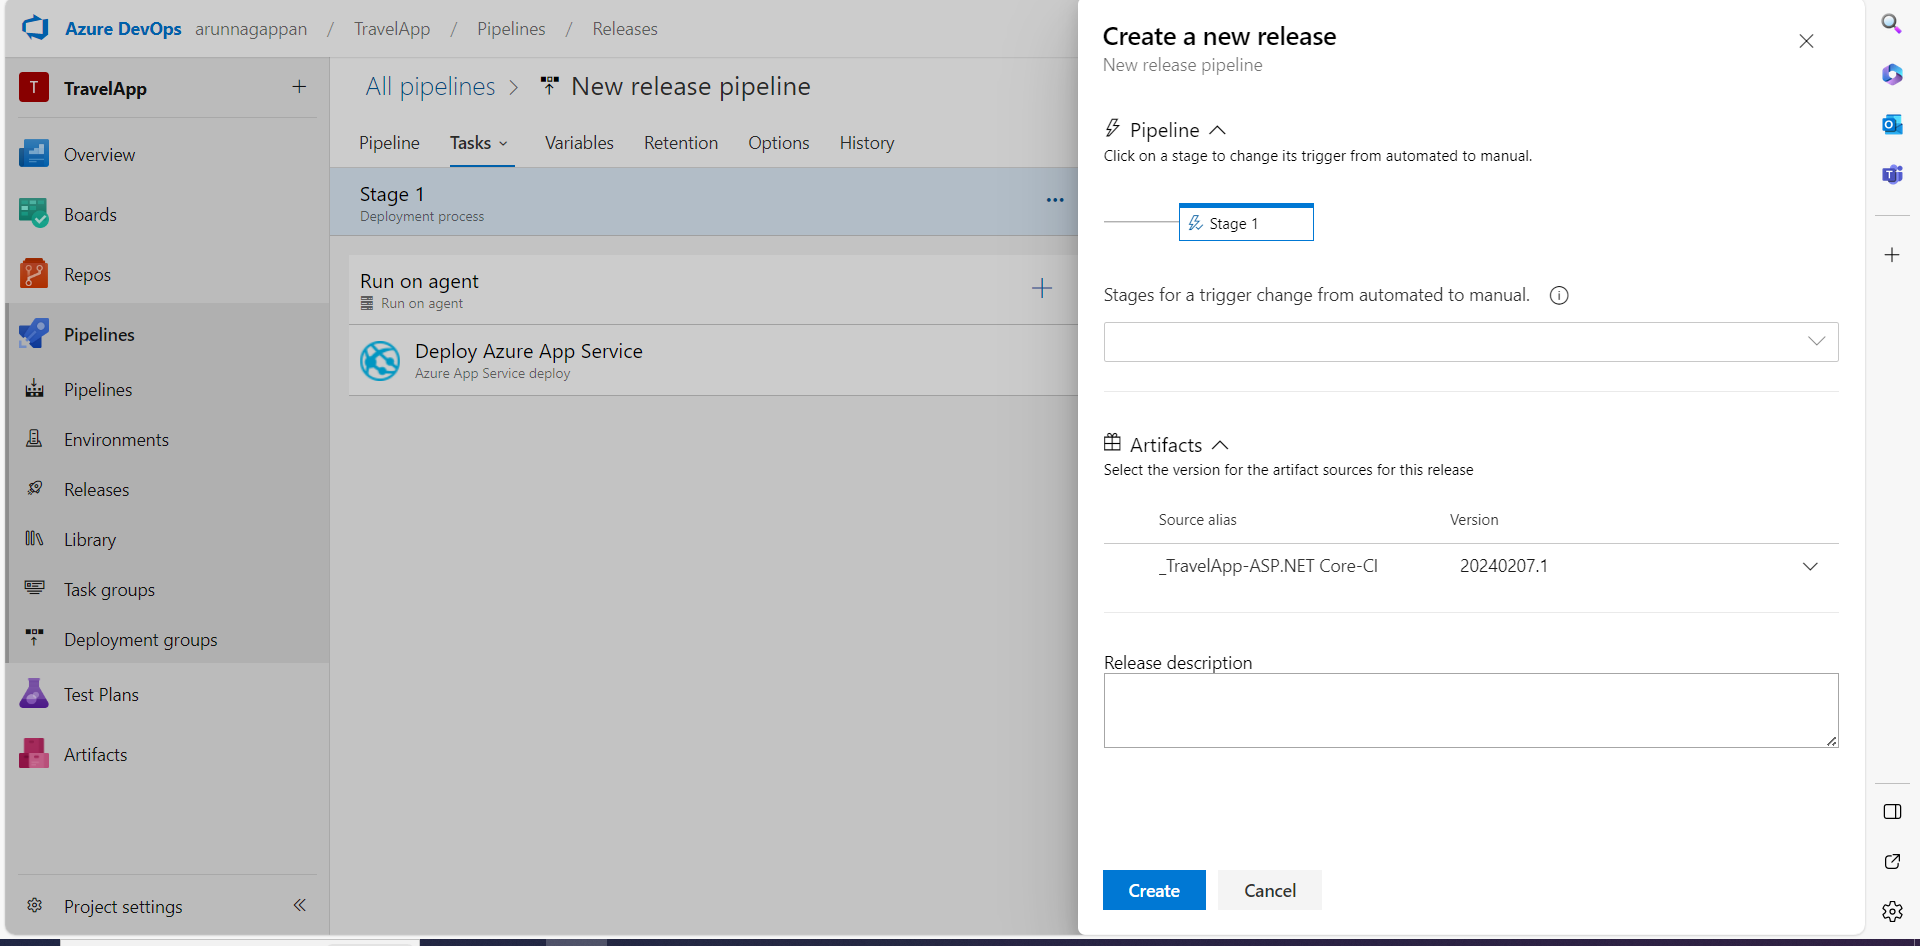 Azure DevOps arunnagappan / TravelApp / Pipelines / Releases
T TravelApp
Overview
Boards
Repos
Pipelines
Pipelines
Environments
Releases
Library
Task groups
Deployment groups
Test Plans
Artifacts
Project settings
All pipelines > New release pipeline
Pipeline Tasks Variables Retention Options History
Stage 1
Deployment process
Run on agent
Run on agent
Deploy Azure App Service
Azure App Service deploy
Create a new release
New release pipeline
Pipeline
Click on a stage to change its trigger from automated to manual.
Stage 1
Stages for a trigger change from automated to manual.
Artifacts
Select the version for the artifact sources for this release
Source alias Version
_TravelApp-ASP.NET Core-CI 20240207.1
Release description
Create Cancel